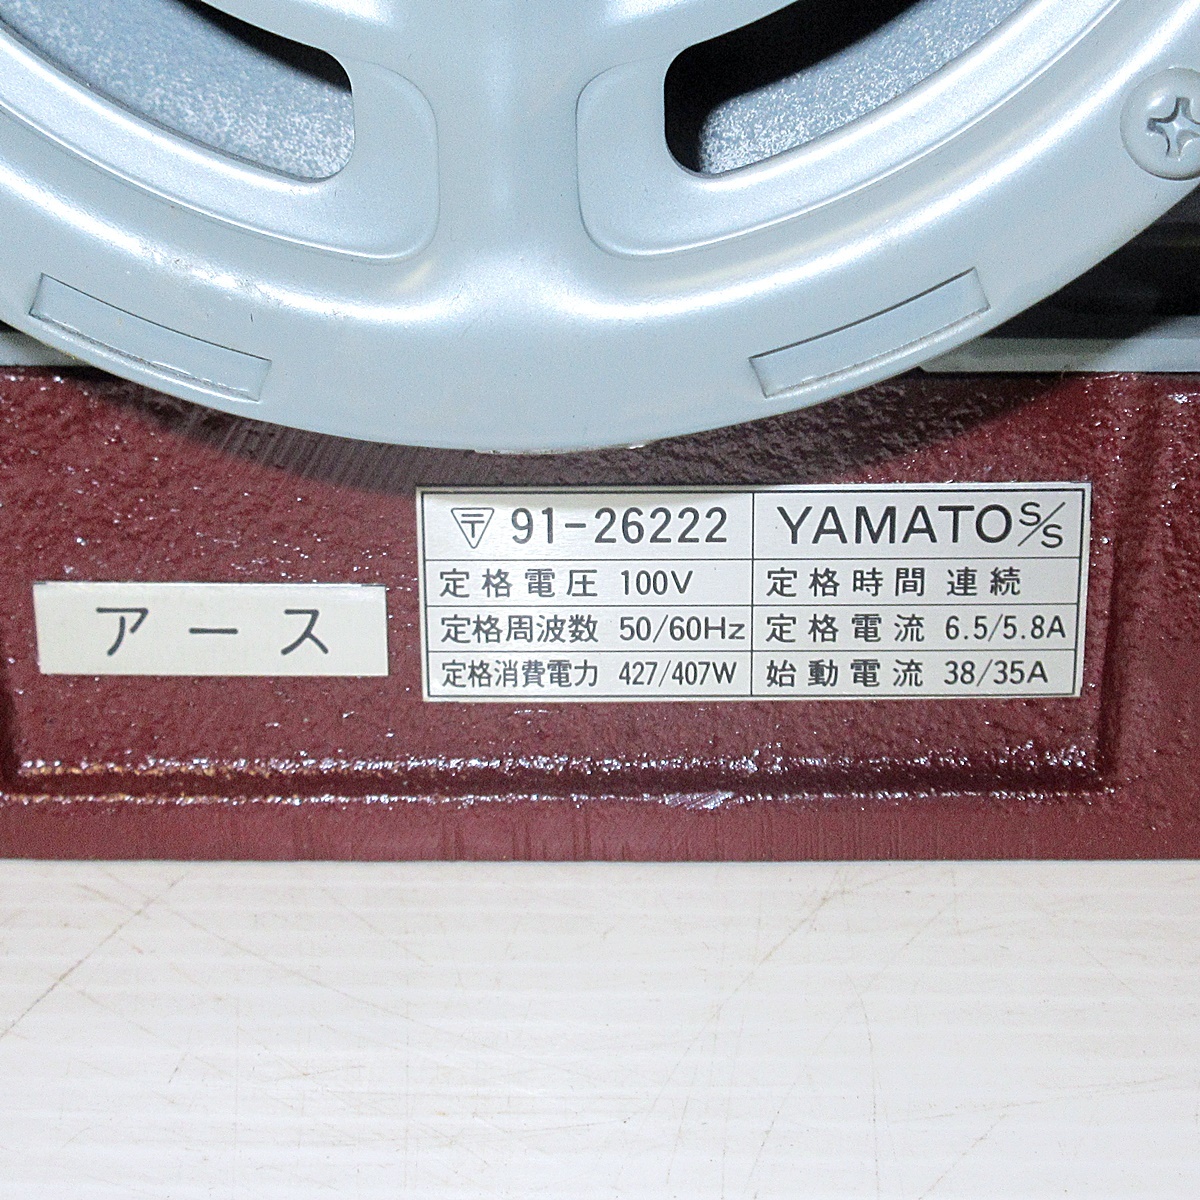 〒 91-26222 YAMATO S/S
定格電圧 100V 定格時間 連続
定格周波数 50/60Hz 定格電流 6.5/5.8A
定格消費電力 427/407W 始動電流 38/35A
アース